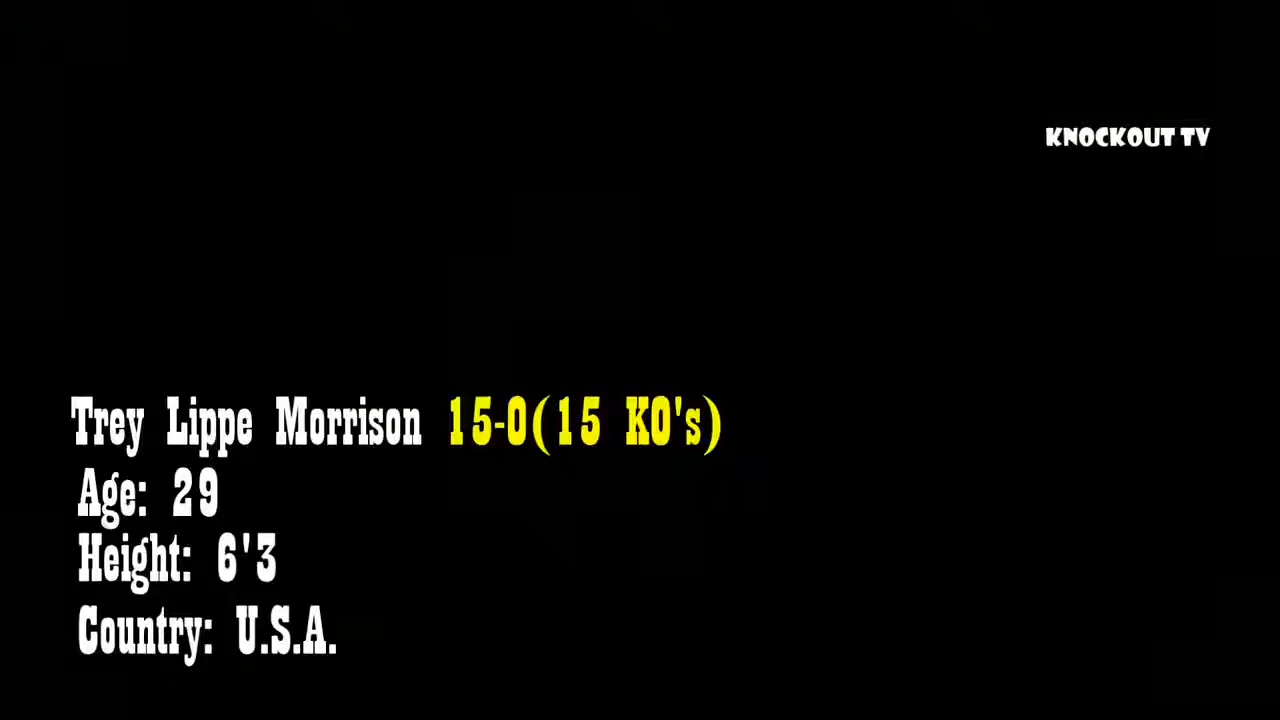 KNOCKOUT TV
Trey Lippe Morrison 15-0(15 KO's)
Age: 29
Height: 6'3
Country: U.S.A.